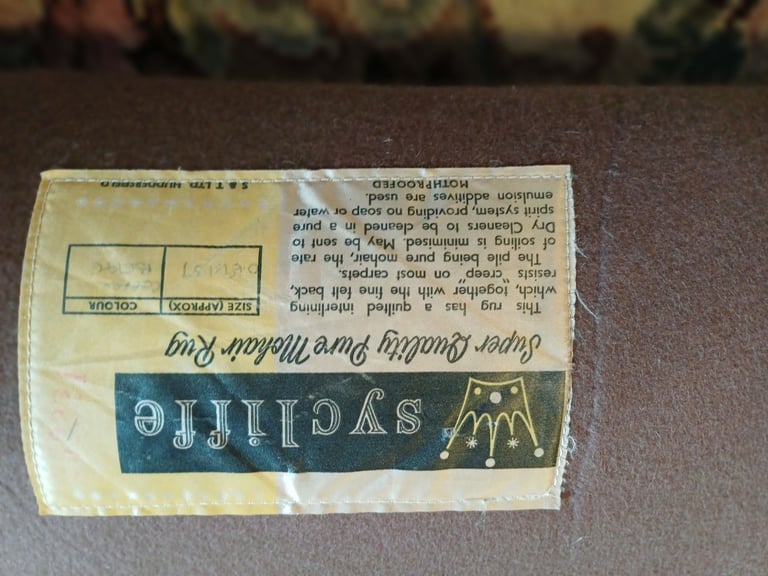 sycliffe
Super Quality Pure Mohair Rug
This rug has a quilted interlining
which, together with the fine felt back,
resists "creep" on most carpets.
The pile being pure mohair, the rate
of soiling is minimised. May be sent to
Dry Cleaners to be cleaned in a pure
spirit system, providing no soap or water
emulsion additives are used.
MOTHPROOFED
SIZE (APPROX) COLOUR
S & T LTD. HUDDERSFIELD